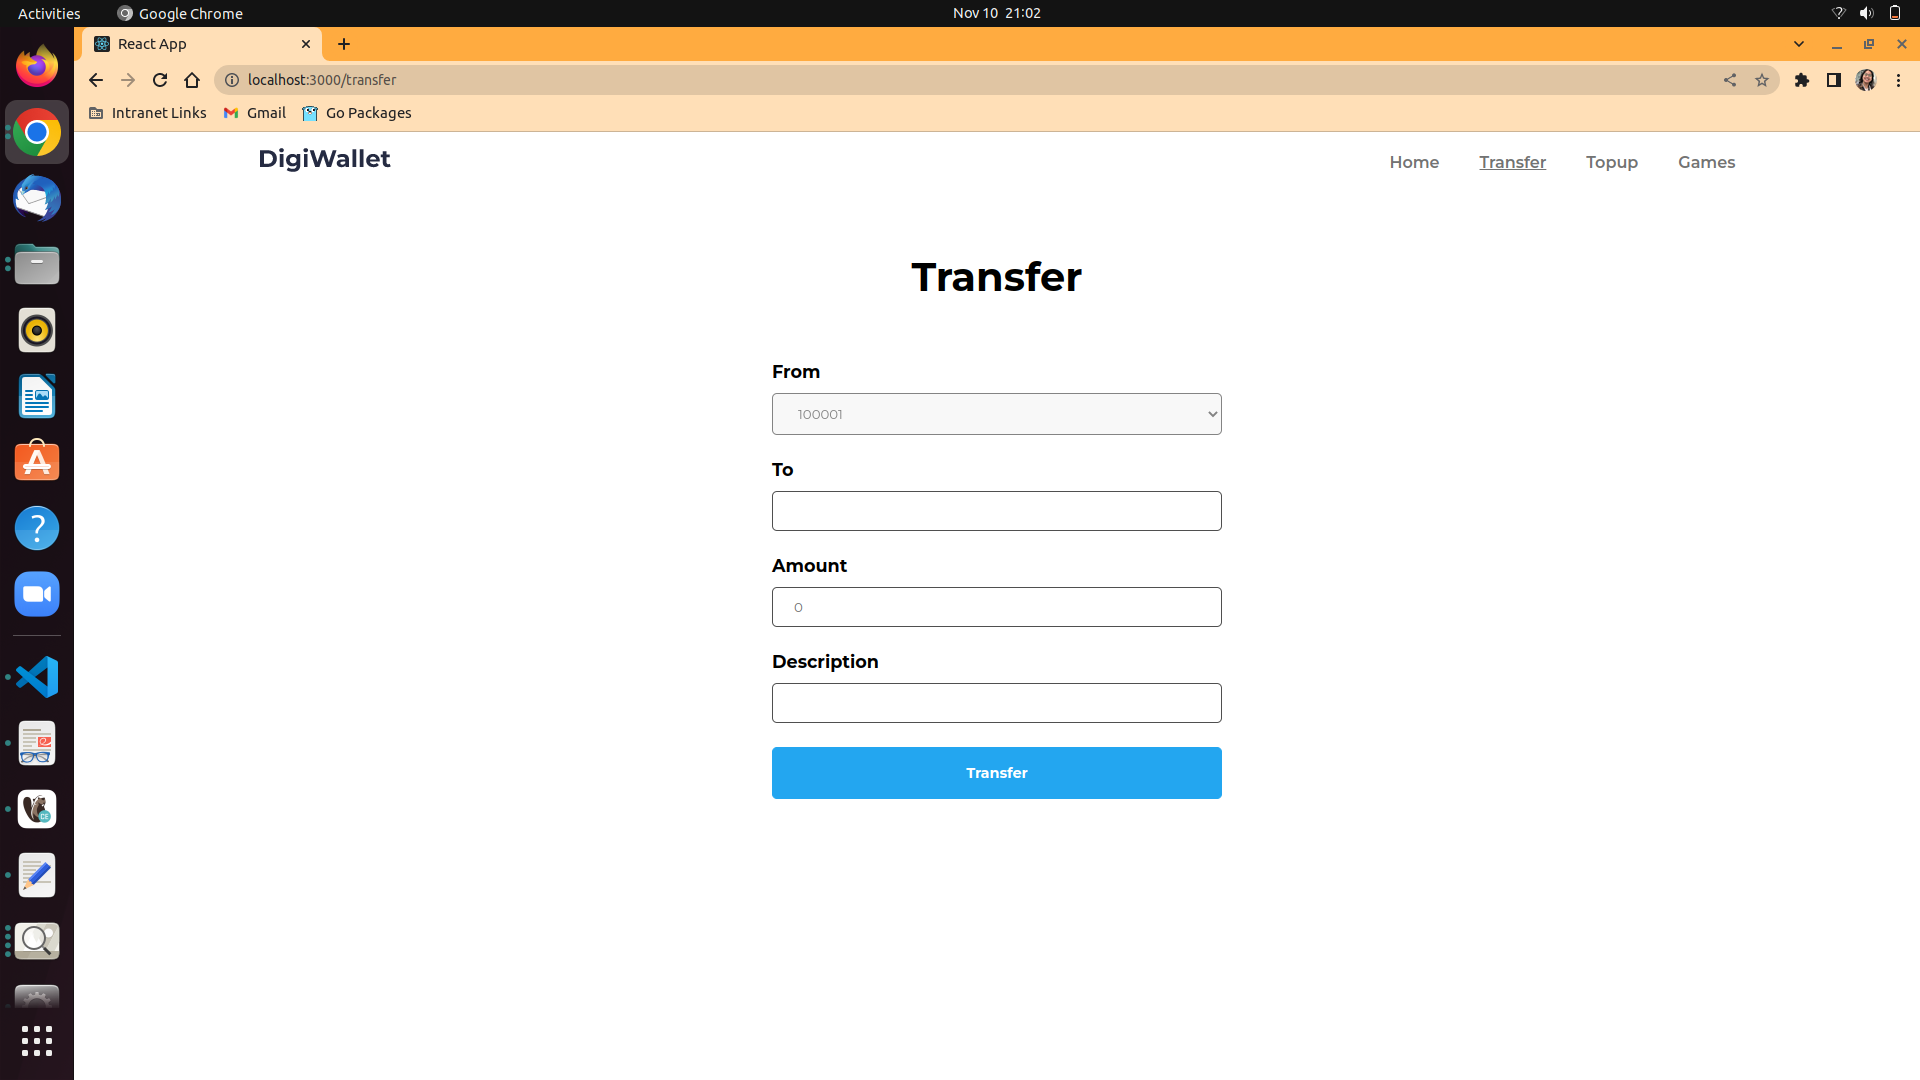 Activities
Google Chrome
Nov 10 21:02
React App
localhost:3000/transfer
Intranet Links
Gmail
Go Packages
DigiWallet
Home
Transfer
Topup
Games
Transfer
From
100001
To
Amount
0
Description
Transfer